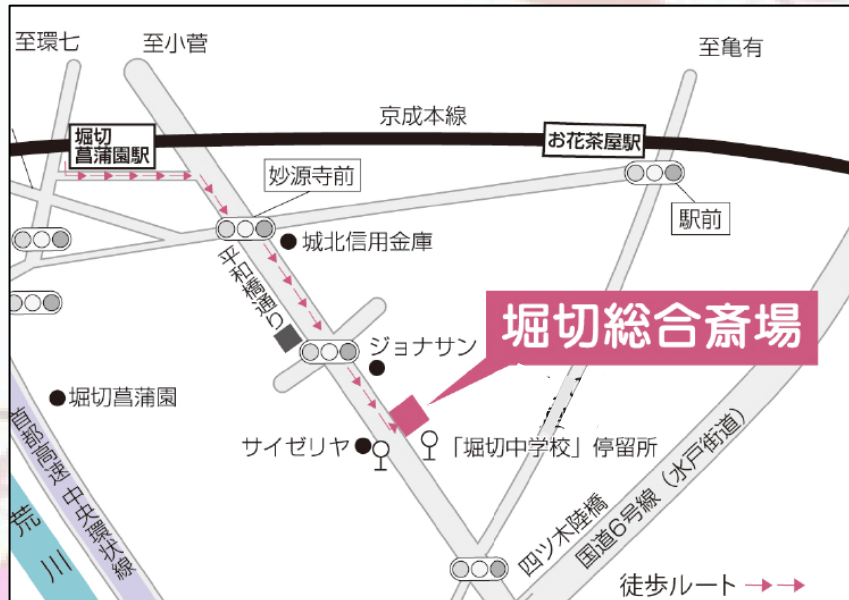 至環七
至小菅
至亀有
京成本線
堀切
菖蒲園駅
お花茶屋駅
妙源寺前
駅前
城北信用金庫
平和橋通り
堀切総合斎場
ジョナサン
堀切菖蒲園
サイゼリヤ
「堀切中学校」停留所
首都高速 中央環状線
荒川
四ツ木陸橋
国道6号線（水戸街道）
徒歩ルート